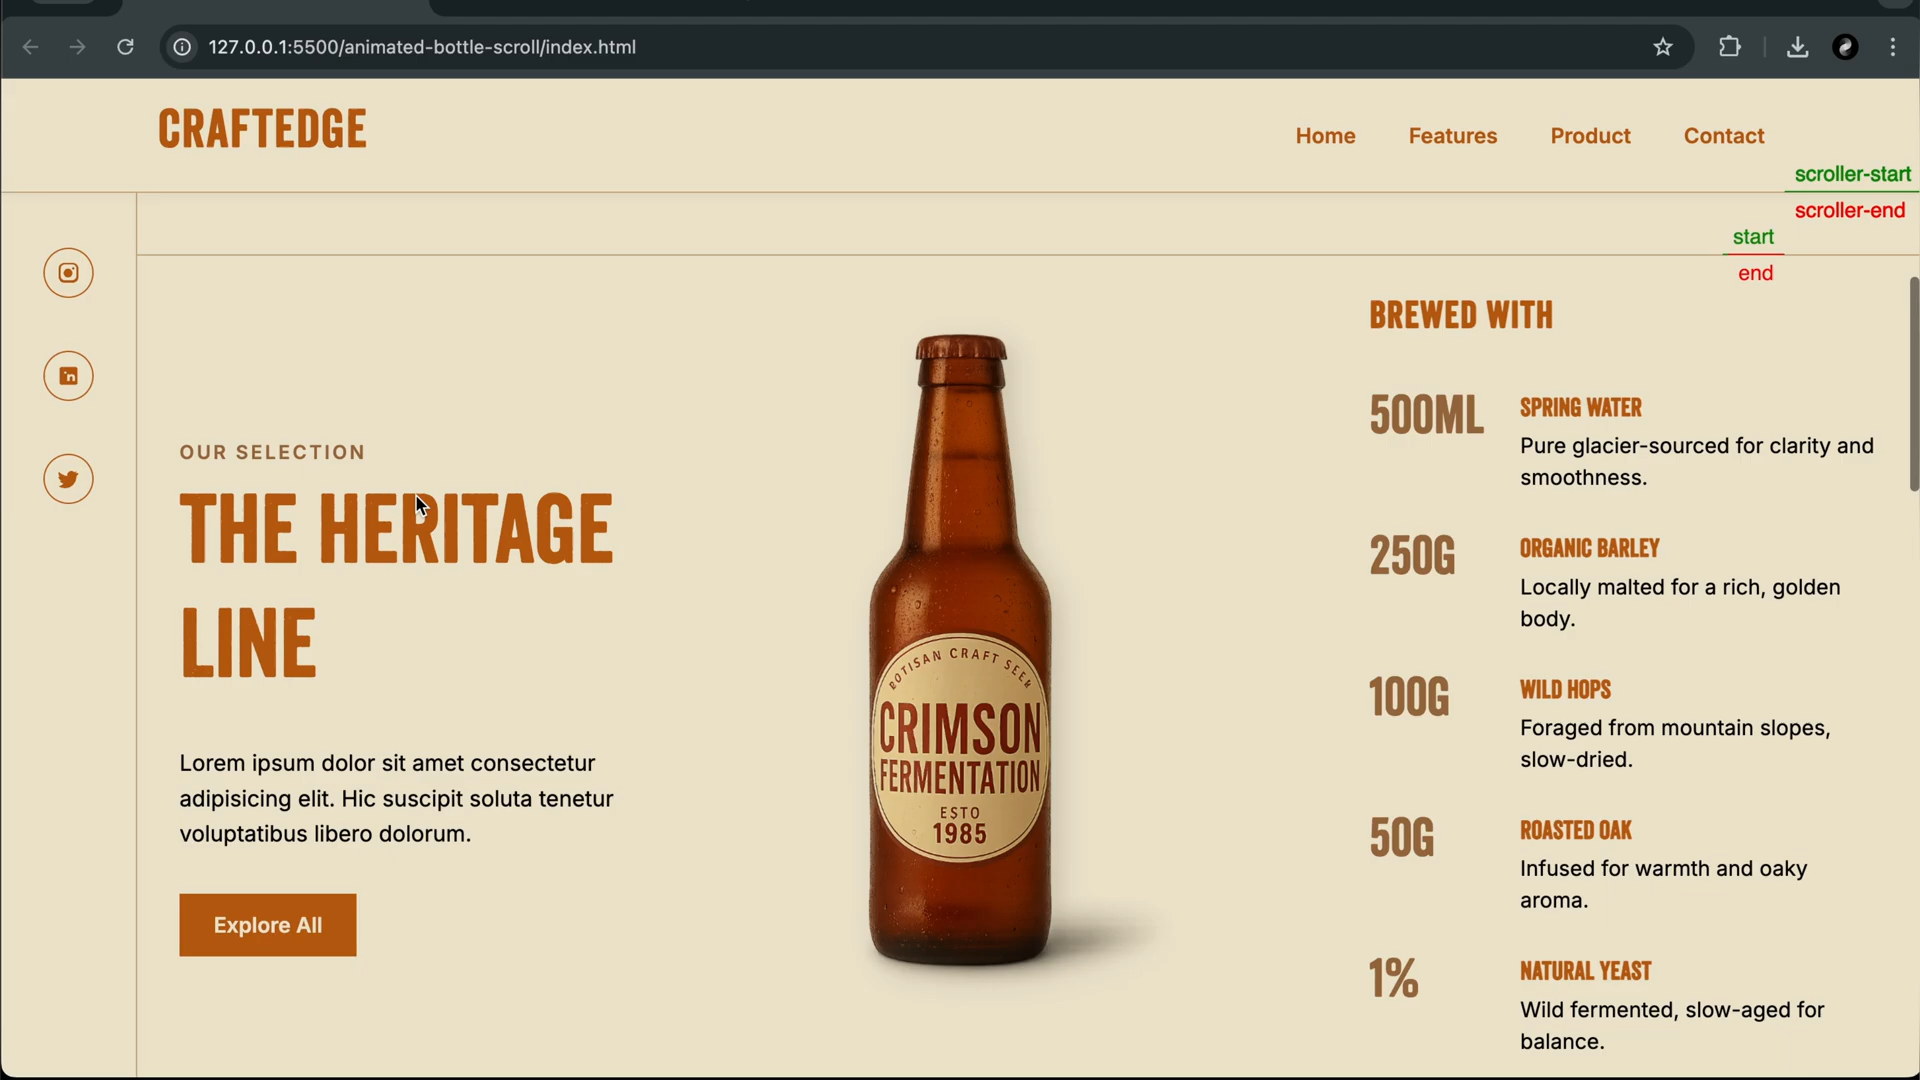 127.0.0.1:5500/animated-bottle-scroll/index.html
CRAFTEDGE
Home
Features
Product
Contact
scroller-start
scroller-end
start
end
OUR SELECTION
THE HERITAGE
LINE
Lorem ipsum dolor sit amet consectetur
adipisicing elit. Hic suscipit soluta tenetur
voluptatibus libero dolorum.
Explore All
ROTISAN CRAFT SEER
CRIMSON
FERMENTATION
ESTO
1985
BREWED WITH
500ML
SPRING WATER
Pure glacier-sourced for clarity and
smoothness.
250G
ORGANIC BARLEY
Locally malted for a rich, golden
body.
100G
WILD HOPS
Foraged from mountain slopes,
slow-dried.
50G
ROASTED OAK
Infused for warmth and oaky
aroma.
1%
NATURAL YEAST
Wild fermented, slow-aged for
balance.